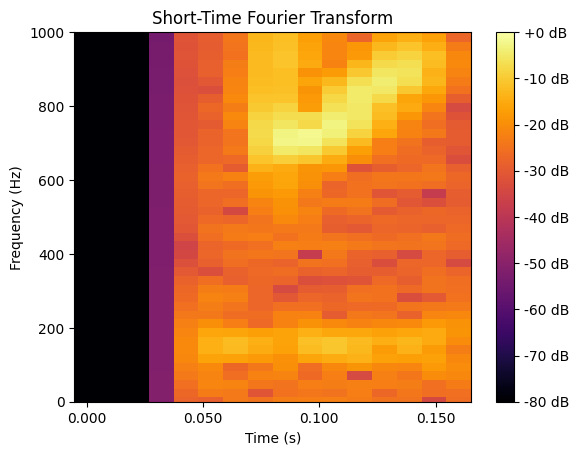 Short-Time Fourier Transform
1000
800
600
400
200
0
Frequency (Hz)
0.000
0.050
0.100
0.150
Time (s)
+0 dB
-10 dB
-20 dB
-30 dB
-40 dB
-50 dB
-60 dB
-70 dB
-80 dB